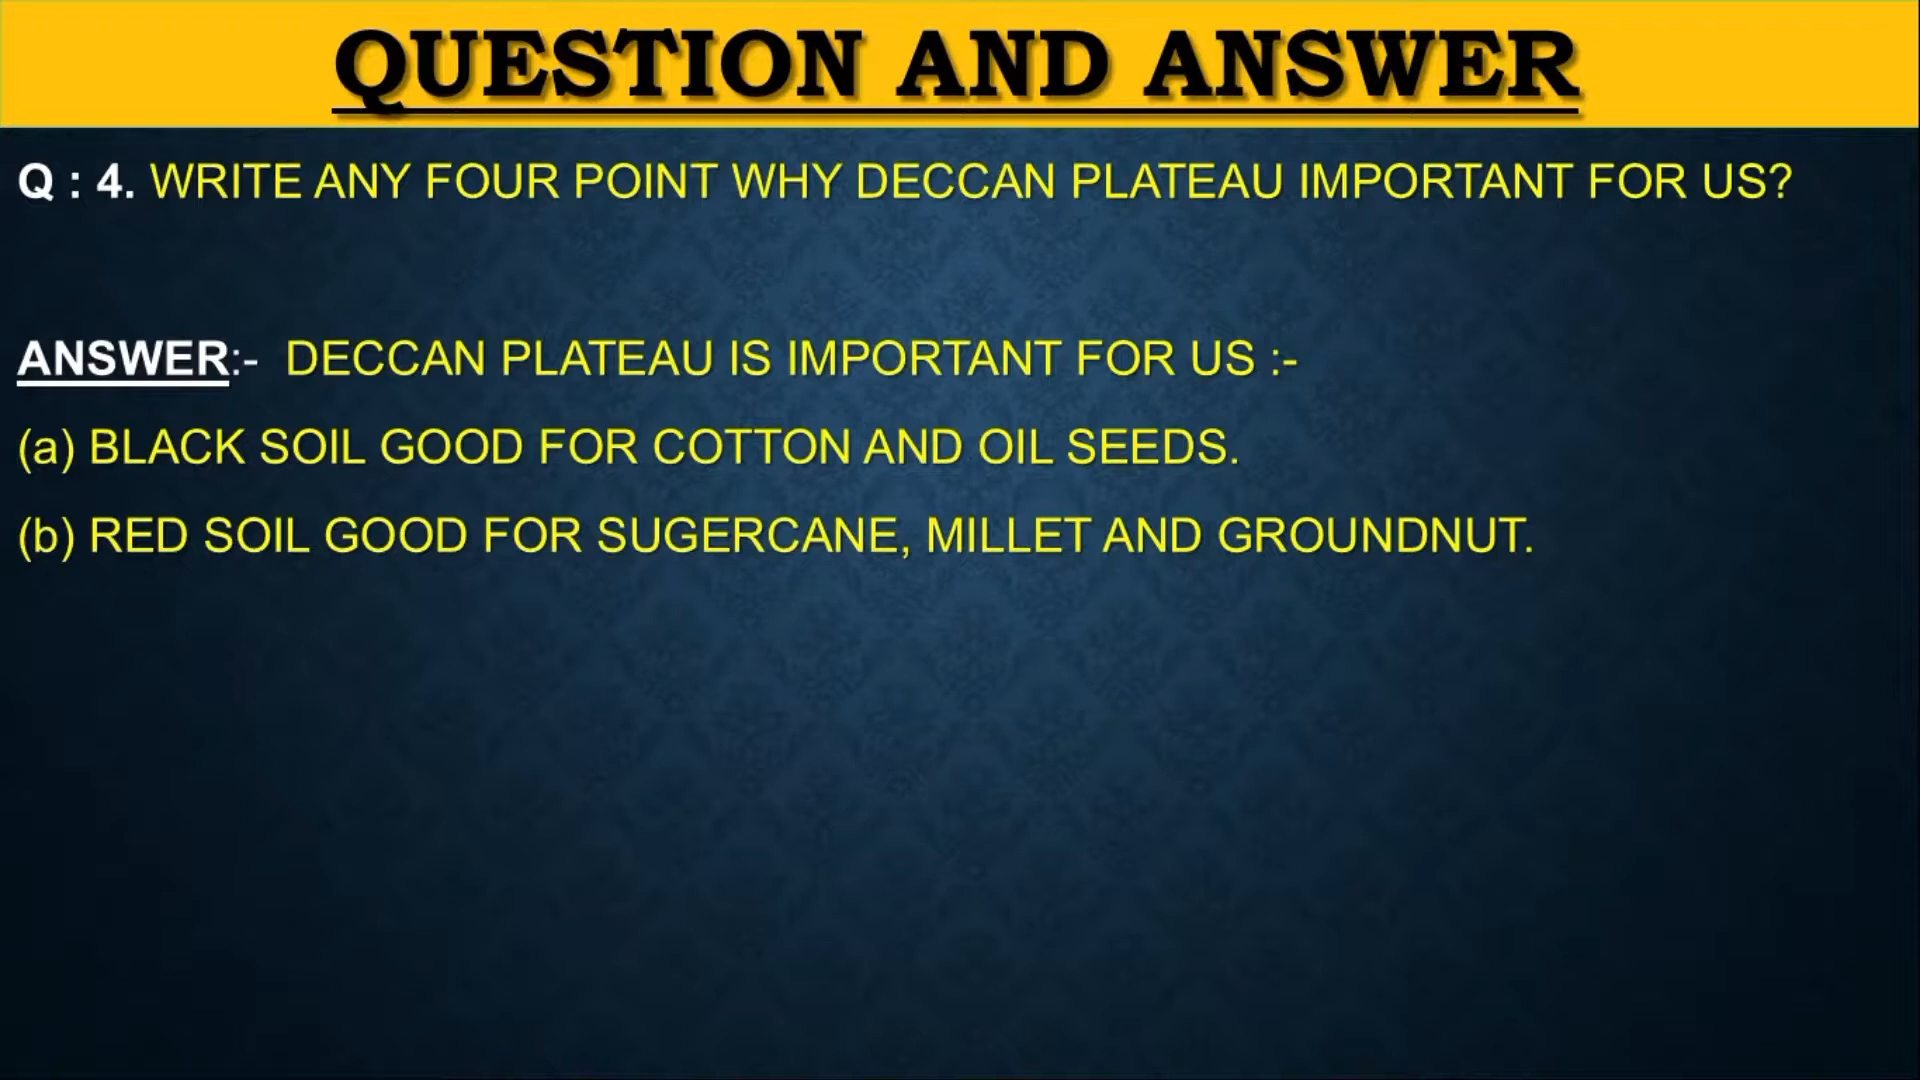 QUESTION AND ANSWER
Q : 4. WRITE ANY FOUR POINT WHY DECCAN PLATEAU IMPORTANT FOR US?
ANSWER:- DECCAN PLATEAU IS IMPORTANT FOR US :-
(a) BLACK SOIL GOOD FOR COTTON AND OIL SEEDS.
(b) RED SOIL GOOD FOR SUGERCANE, MILLET AND GROUNDNUT.